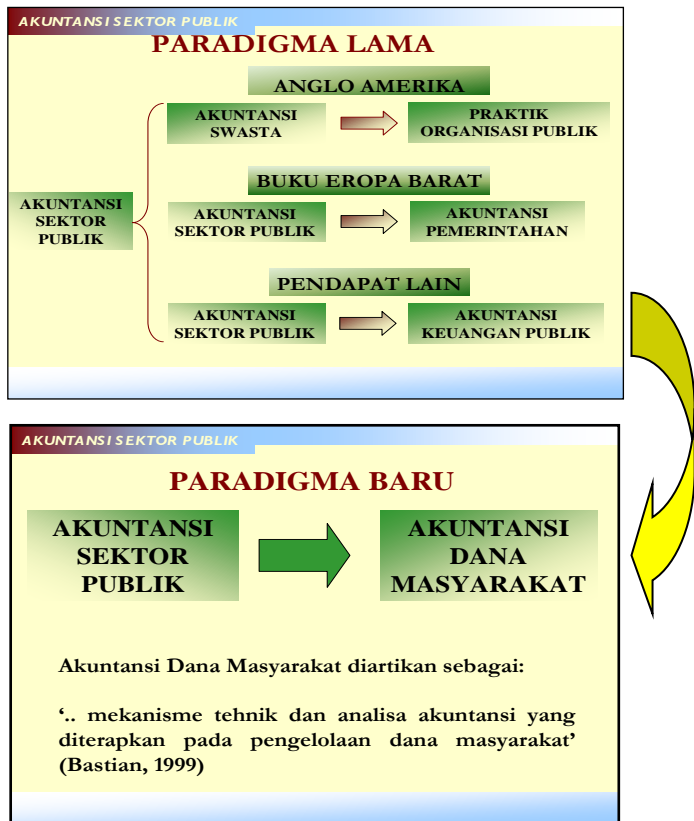 AKUNTANSI SEKTOR PUBLIK
PARADIGMA LAMA
ANGLO AMERIKA
AKUNTANSI
SWASTA
PRAKTIK
ORGANISASI PUBLIK
BUKU EROPA BARAT
AKUNTANSI
SEKTOR
PUBLIK
AKUNTANSI
SEKTOR PUBLIK
AKUNTANSI
PEMERINTAHAN
PENDAPAT LAIN
AKUNTANSI
SEKTOR PUBLIK
AKUNTANSI
KEUANGAN PUBLIK
AKUNTANSI SEKTOR PUBLIK
PARADIGMA BARU
AKUNTANSI
SEKTOR
PUBLIK
AKUNTANSI
DANA
MASYARAKAT
Akuntansi Dana Masyarakat diartikan sebagai:
‘.. mekanisme tehnik dan analisa akuntansi yang
diterapkan pada pengelolaan dana masyarakat’
(Bastian, 1999)